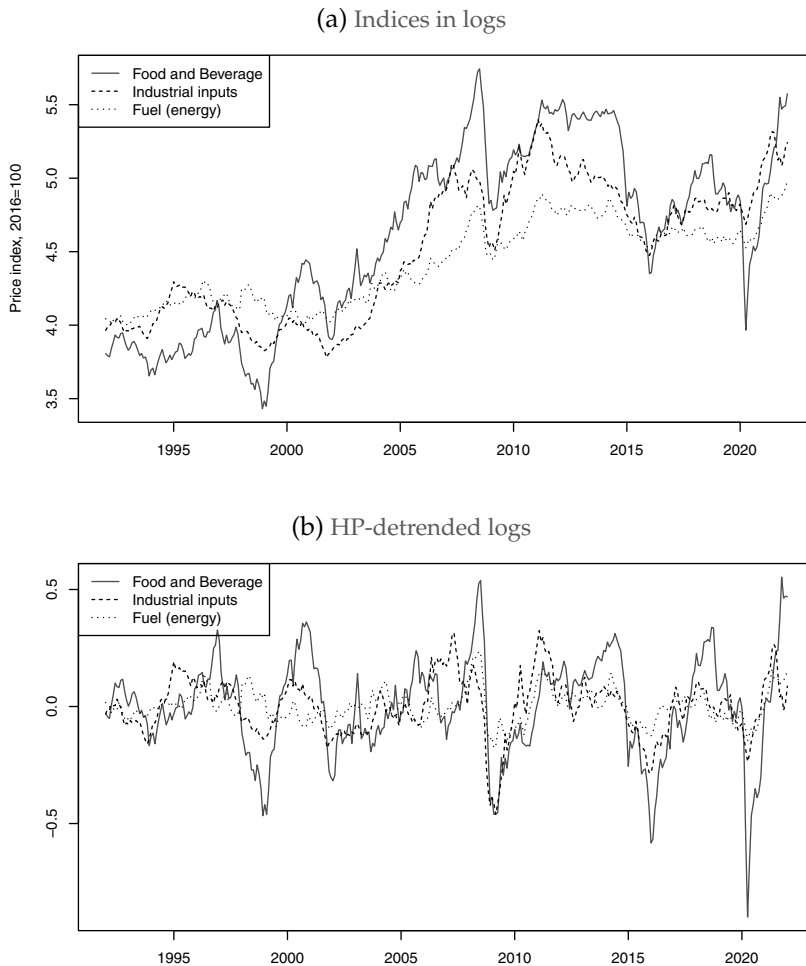 (a) Indices in logs
Food and Beverage
Industrial inputs
Fuel (energy)
Price index, 2016=100
5.5
5.0
4.5
4.0
3.5
1995 2000 2005 2010 2015 2020
(b) HP-detrended logs
Food and Beverage
Industrial inputs
Fuel (energy)
0.5
0.0
−0.5
1995 2000 2005 2010 2015 2020